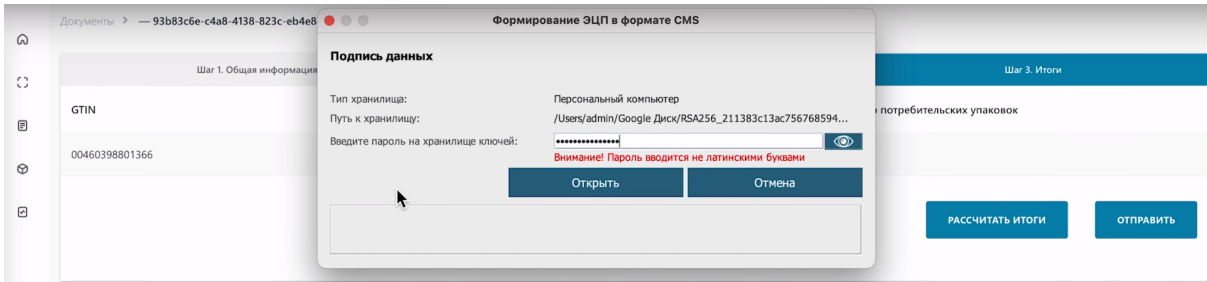 Документы > — 93b83c6e-c4a8-4138-823c-eb4e8
Формирование ЭЦП в формате CMS
Подпись данных
Шаг 1. Общая информация
Шаг 3. Итоги
Тип хранилища: Персональный компьютер
GTIN
потребительских упаковок
Путь к хранилищу: /Users/admin/Google Диск/RSA256_211383c13ac756768594...
Введите пароль на хранилище ключей: •••••••••••••••
Внимание! Пароль вводится не латинскими буквами
00460398801366
Открыть Отмена
РАССЧИТАТЬ ИТОГИ ОТПРАВИТЬ